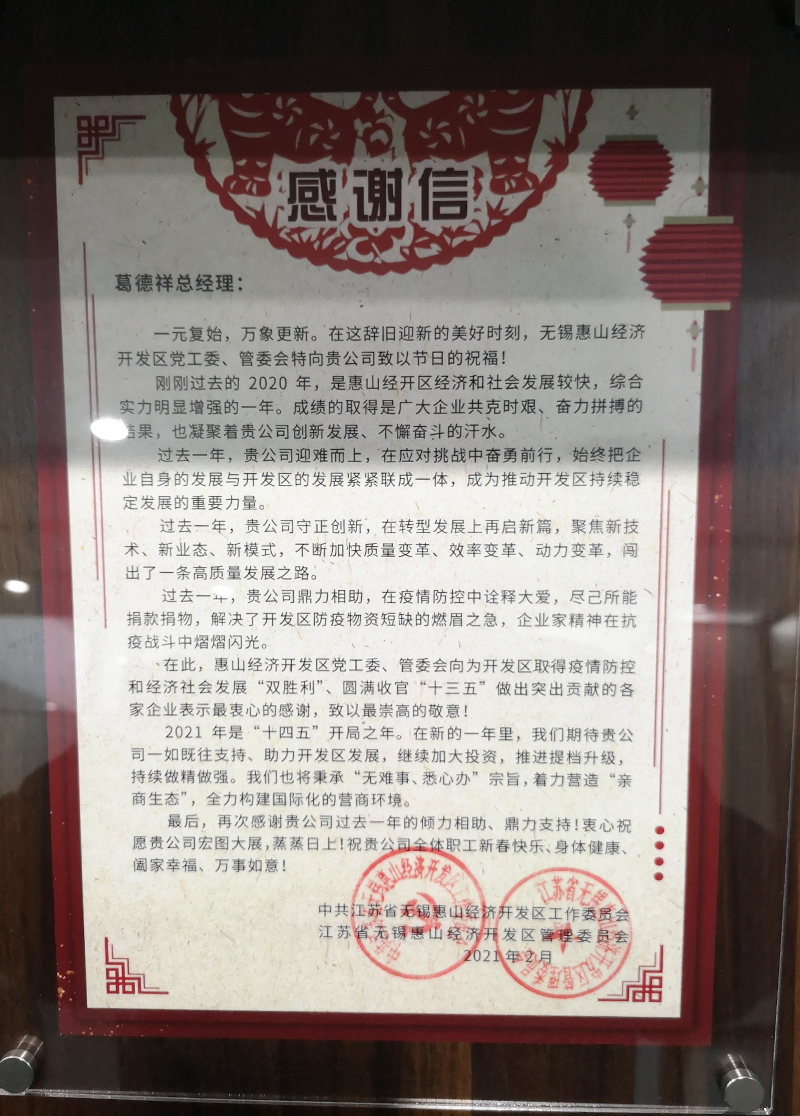 感谢信
葛德祥总经理：
一元复始，万象更新。在这辞旧迎新的美好时刻，无锡惠山经济
开发区党工委、管委会特向贵公司致以节日的祝福！
刚刚过去的 2020 年，是惠山经开区经济和社会发展较快，综合
实力明显增强的一年。成绩的取得是广大企业共克时艰、奋力拼搏的
结果，也凝聚着贵公司创新发展、不懈奋斗的汗水。
过去一年，贵公司迎难而上，在应对挑战中奋勇前行，始终把企
业自身的发展与开发区的发展紧紧联成一体，成为推动开发区持续稳
定发展的重要力量。
过去一年，贵公司守正创新，在转型发展上再启新篇，聚焦新技
术、新业态、新模式，不断加快质量变革、效率变革、动力变革，闯
出了一条高质量发展之路。
过去一年，贵公司鼎力相助，在疫情防控中诠释大爱，尽己所能
捐款捐物，解决了开发区防疫物资短缺的燃眉之急，企业家精神在抗
疫战斗中熠熠闪光。
在此，惠山经济开发区党工委、管委会向为开发区取得疫情防控
和经济社会发展“双胜利”、圆满收官“十三五”做出突出贡献的各
家企业表示最衷心的感谢，致以最崇高的敬意！
2021 年是“十四五”开局之年。在新的一年里，我们期待贵公
司一如既往支持、助力开发区发展，继续加大投资，推进提档升级，
持续做精做强。我们也将秉承“无难事、悉心办”宗旨，着力营造“亲
商生态”，全力构建国际化的营商环境。
最后，再次感谢贵公司过去一年的倾力相助、鼎力支持！衷心祝
愿贵公司宏图大展，蒸蒸日上！祝贵公司全体职工新春快乐、身体健康、
阖家幸福、万事如意！
中共江苏省无锡惠山经济开发区工作委员会
江苏省无锡惠山经济开发区管理委员会
2021 年 2 月